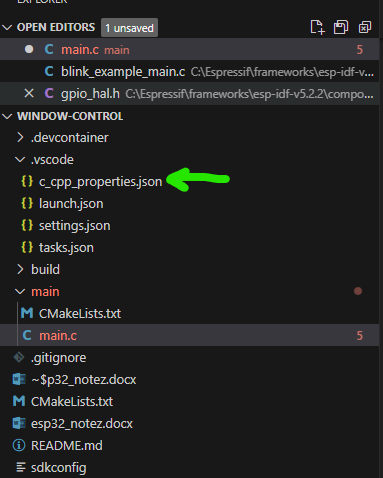 OPEN EDITORS 1 unsaved
main.c main 5
blink_example_main.c C:\Espressif\frameworks\esp-idf-v...
gpio_hal.h C:\Espressif\frameworks\esp-idf-v5.2.2\compo...
WINDOW-CONTROL
.devcontainer
.vscode
{} c_cpp_properties.json
{} launch.json
{} settings.json
{} tasks.json
build
main
CMakeLists.txt
main.c 5
.gitignore
~$p32_notez.docx
CMakeLists.txt
esp32_notez.docx
README.md
sdkconfig